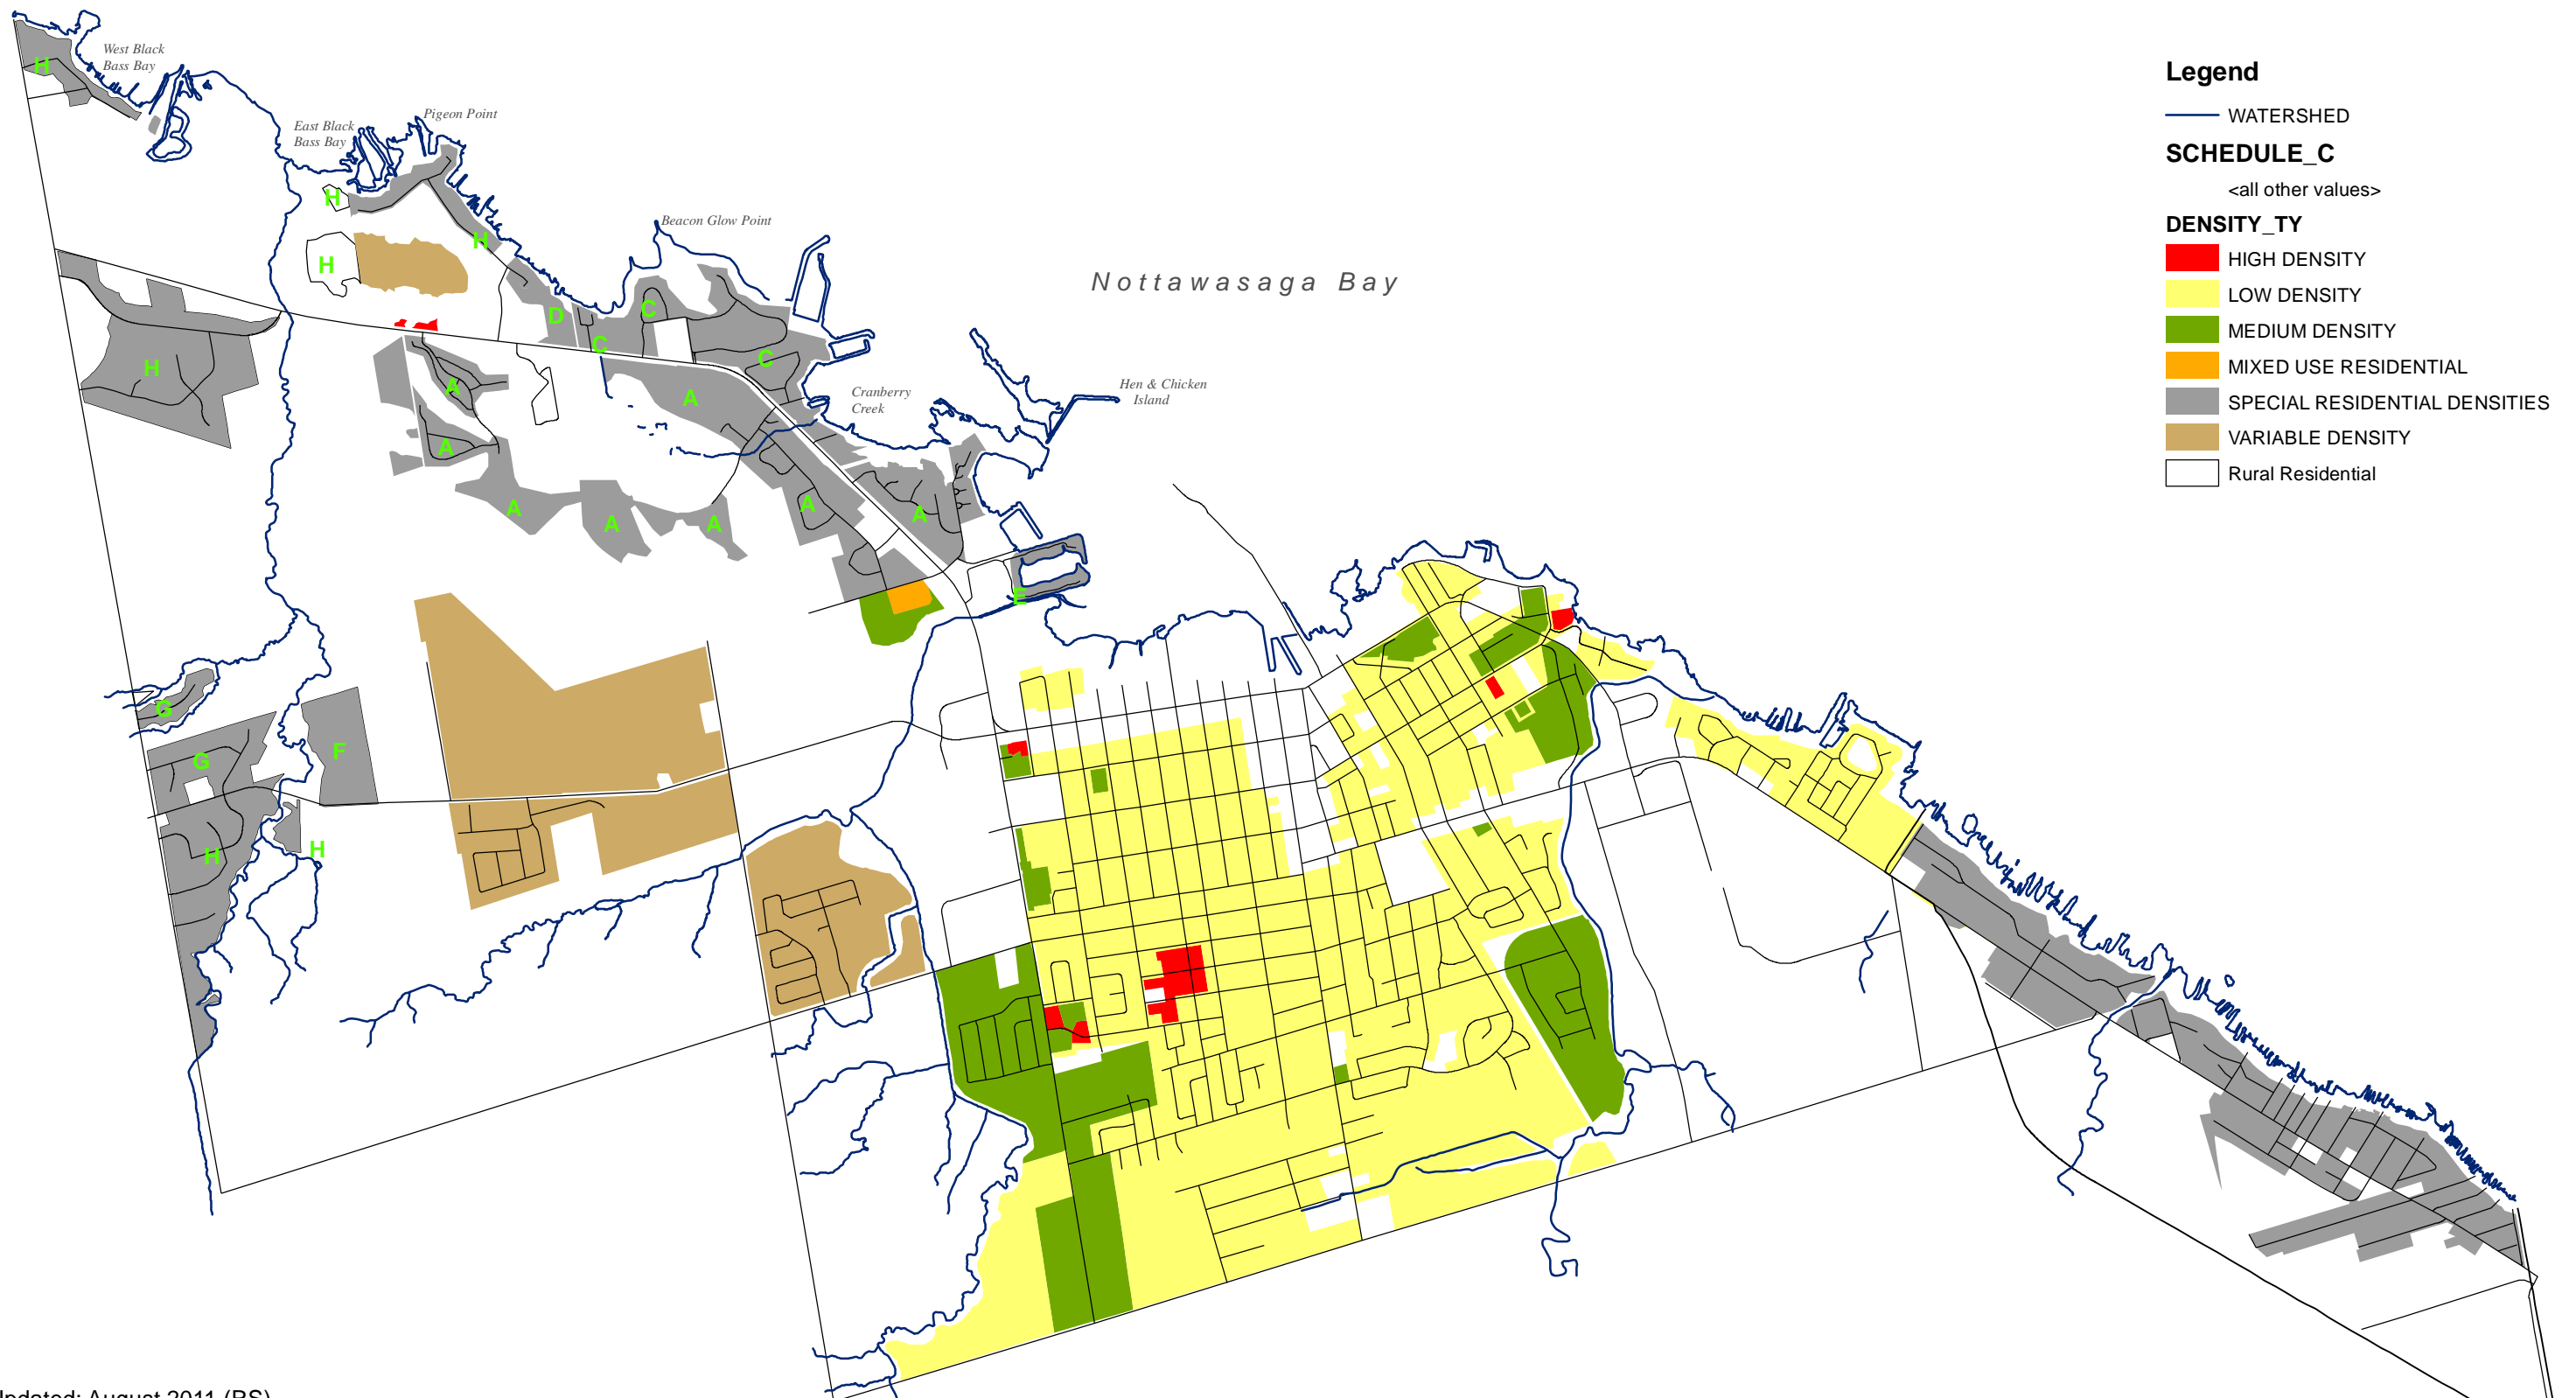 West Black
Bass Bay
East Black
Bass Bay
Pigeon Point
Beacon Glow Point
Nottawasaga Bay
Cranberry
Creek
Hen & Chicken
Island
H
H
H
H
H
D
C
C
C
A
A
A
A
A
A
A
A
E
G
G
F
H
H
Legend
WATERSHED
SCHEDULE_C
<all other values>
DENSITY_TY
HIGH DENSITY
LOW DENSITY
MEDIUM DENSITY
MIXED USE RESIDENTIAL
SPECIAL RESIDENTIAL DENSITIES
VARIABLE DENSITY
Rural Residential